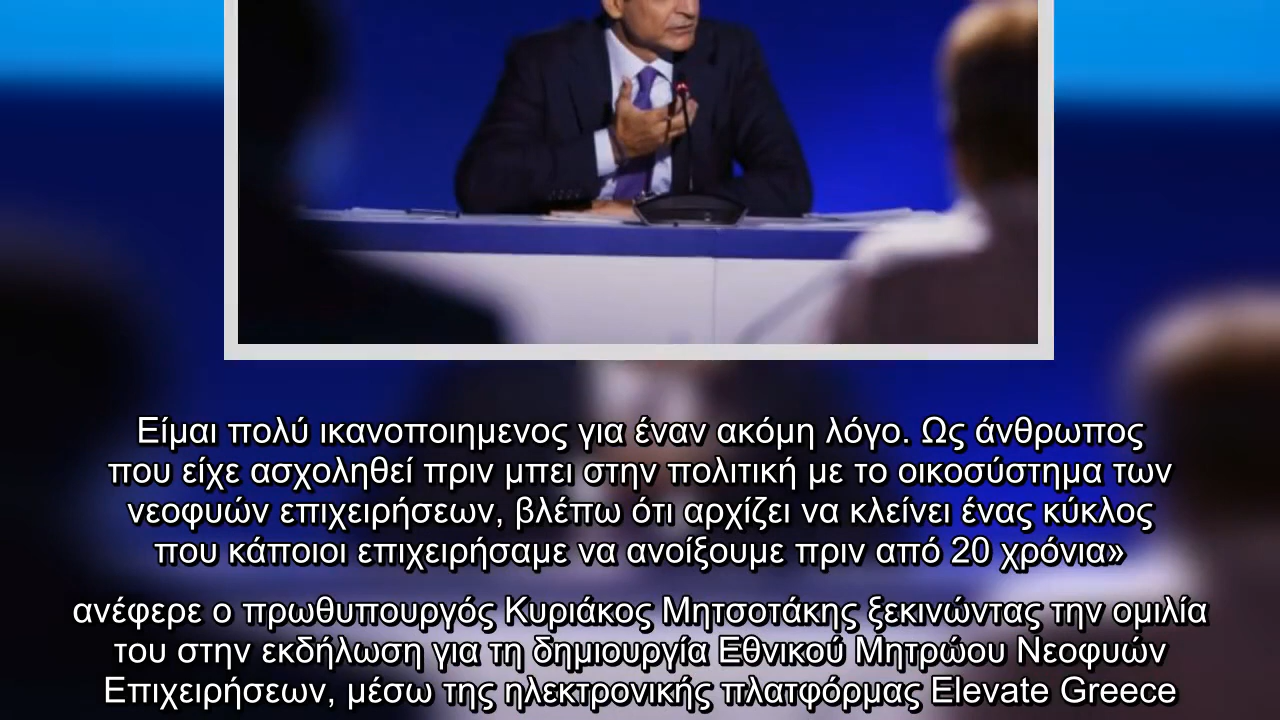 Είμαι πολύ ικανοποιημενος για έναν ακόμη λόγο. Ως άνθρωπος
που είχε ασχοληθεί πριν μπει στην πολιτική με το οικοσύστημα των
νεοφυών επιχειρήσεων, βλέπω ότι αρχίζει να κλείνει ένας κύκλος
που κάποιοι επιχειρήσαμε να ανοίξουμε πριν από 20 χρόνια»
ανέφερε ο πρωθυπουργός Κυριάκος Μητσοτάκης ξεκινώντας την ομιλία
του στην εκδήλωση για τη δημιουργία Εθνικού Μητρώου Νεοφυών
Επιχειρήσεων, μέσω της ηλεκτρονικής πλατφόρμας Elevate Greece